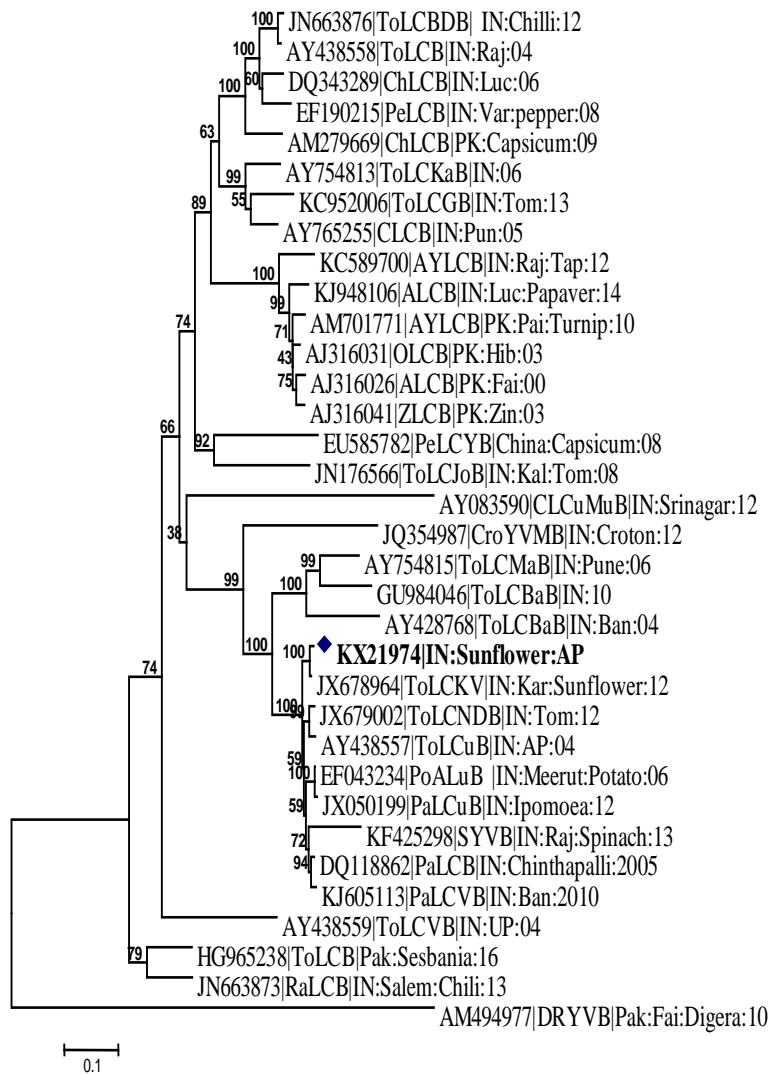 100
JN663876|ToLCBDB| IN:Chilli:12
100
AY438558|ToLCB|IN:Raj:04
60
DQ343289|ChLCB|IN:Luc:06
100
EF190215|PeLCB|IN:Var:pepper:08
63
AM279669|ChLCB|PK:Capsicum:09
99
AY754813|ToLCKaB|IN:06
55
KC952006|ToLCGB|IN:Tom:13
89
AY765255|CLCB|IN:Pun:05
100
KC589700|AYLCB|IN:Raj:Tap:12
99
KJ948106|ALCB|IN:Luc:Papaver:14
71
AM701771|AYLCB|PK:Pai:Turnip:10
74
43
AJ316031|OLCB|PK:Hib:03
75
AJ316026|ALCB|PK:Fai:00
AJ316041|ZLCB|PK:Zin:03
66
92
EU585782|PeLCYB|China:Capsicum:08
JN176566|ToLCJoB|IN:Kal:Tom:08
AY083590|CLCuMuB|IN:Srinagar:12
38
JQ354987|CroYVMB|IN:Croton:12
99
99
AY754815|ToLCMaB|IN:Pune:06
100
GU984046|ToLCBaB|IN:10
AY428768|ToLCBaB|IN:Ban:04
100
100
KX21974|IN:Sunflower:AP
74
JX678964|ToLCKV|IN:Kar:Sunflower:12
100
99
JX679002|ToLCNDB|IN:Tom:12
AY438557|ToLCuB|IN:AP:04
59
100
EF043234|PoALuB |IN:Meerut:Potato:06
59
JX050199|PaLCuB|IN:Ipomoea:12
72
KF425298|SYVB|IN:Raj:Spinach:13
94
DQ118862|PaLCB|IN:Chinthapalli:2005
KJ605113|PaLCVB|IN:Ban:2010
AY438559|ToLCVB|IN:UP:04
79
HG965238|ToLCB|Pak:Sesbania:16
JN663873|RaLCB|IN:Salem:Chili:13
AM494977|DRYVB|Pak:Fai:Digera:10
0.1